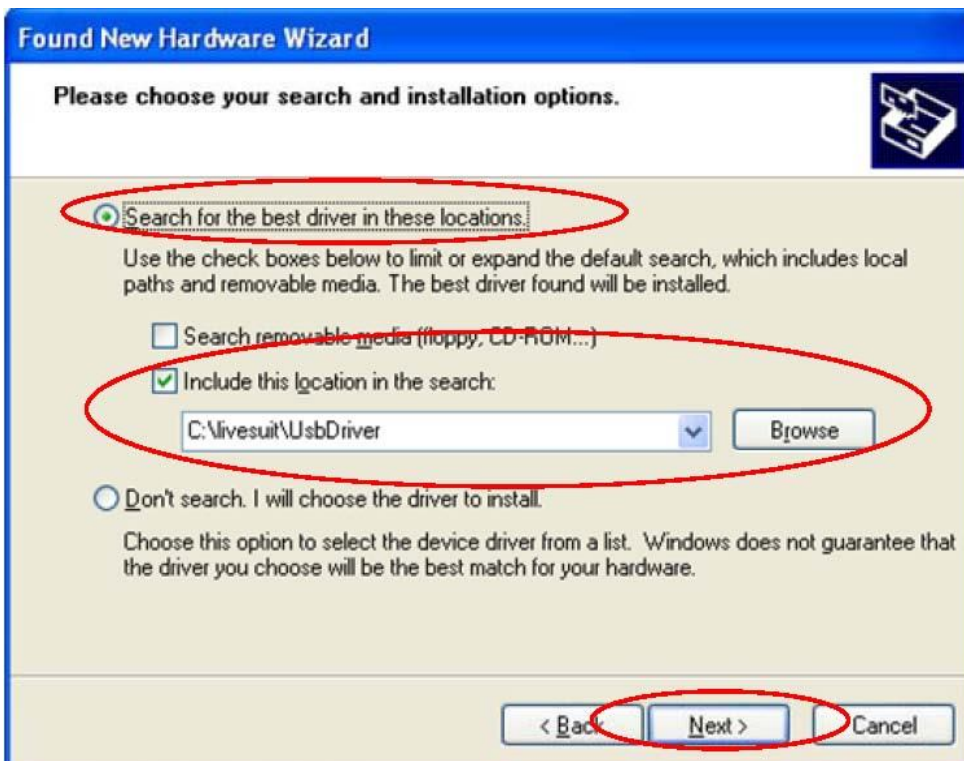 Found New Hardware Wizard
Please choose your search and installation options.
Search for the best driver in these locations.
Use the check boxes below to limit or expand the default search, which includes local
paths and removable media. The best driver found will be installed.
Search removable media (floppy, CD-ROM...)
Include this location in the search:
C:\livesuit\UsbDriver
Browse
Don't search. I will choose the driver to install.
Choose this option to select the device driver from a list. Windows does not guarantee that
the driver you choose will be the best match for your hardware.
< Back Next > Cancel